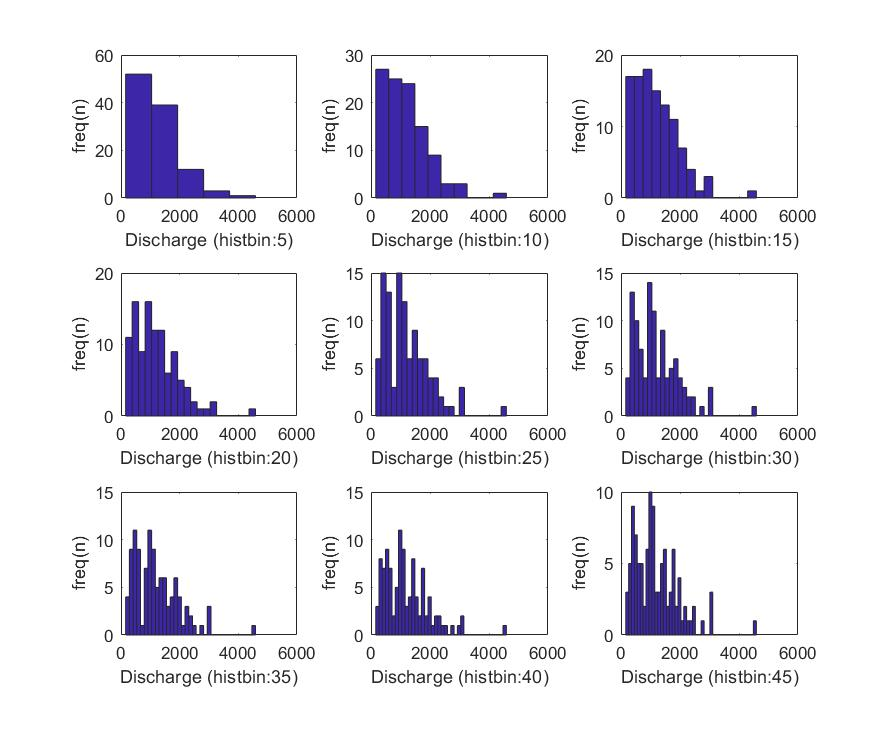 60
40
20
0
freq(n)
0 2000 4000 6000
Discharge (histbin:5)
30
20
10
0
freq(n)
0 2000 4000 6000
Discharge (histbin:10)
20
10
0
freq(n)
0 2000 4000 6000
Discharge (histbin:15)
20
10
0
freq(n)
0 2000 4000 6000
Discharge (histbin:20)
15
10
5
0
freq(n)
0 2000 4000 6000
Discharge (histbin:25)
15
10
5
0
freq(n)
0 2000 4000 6000
Discharge (histbin:30)
15
10
5
0
freq(n)
0 2000 4000 6000
Discharge (histbin:35)
15
10
5
0
freq(n)
0 2000 4000 6000
Discharge (histbin:40)
10
5
0
freq(n)
0 2000 4000 6000
Discharge (histbin:45)